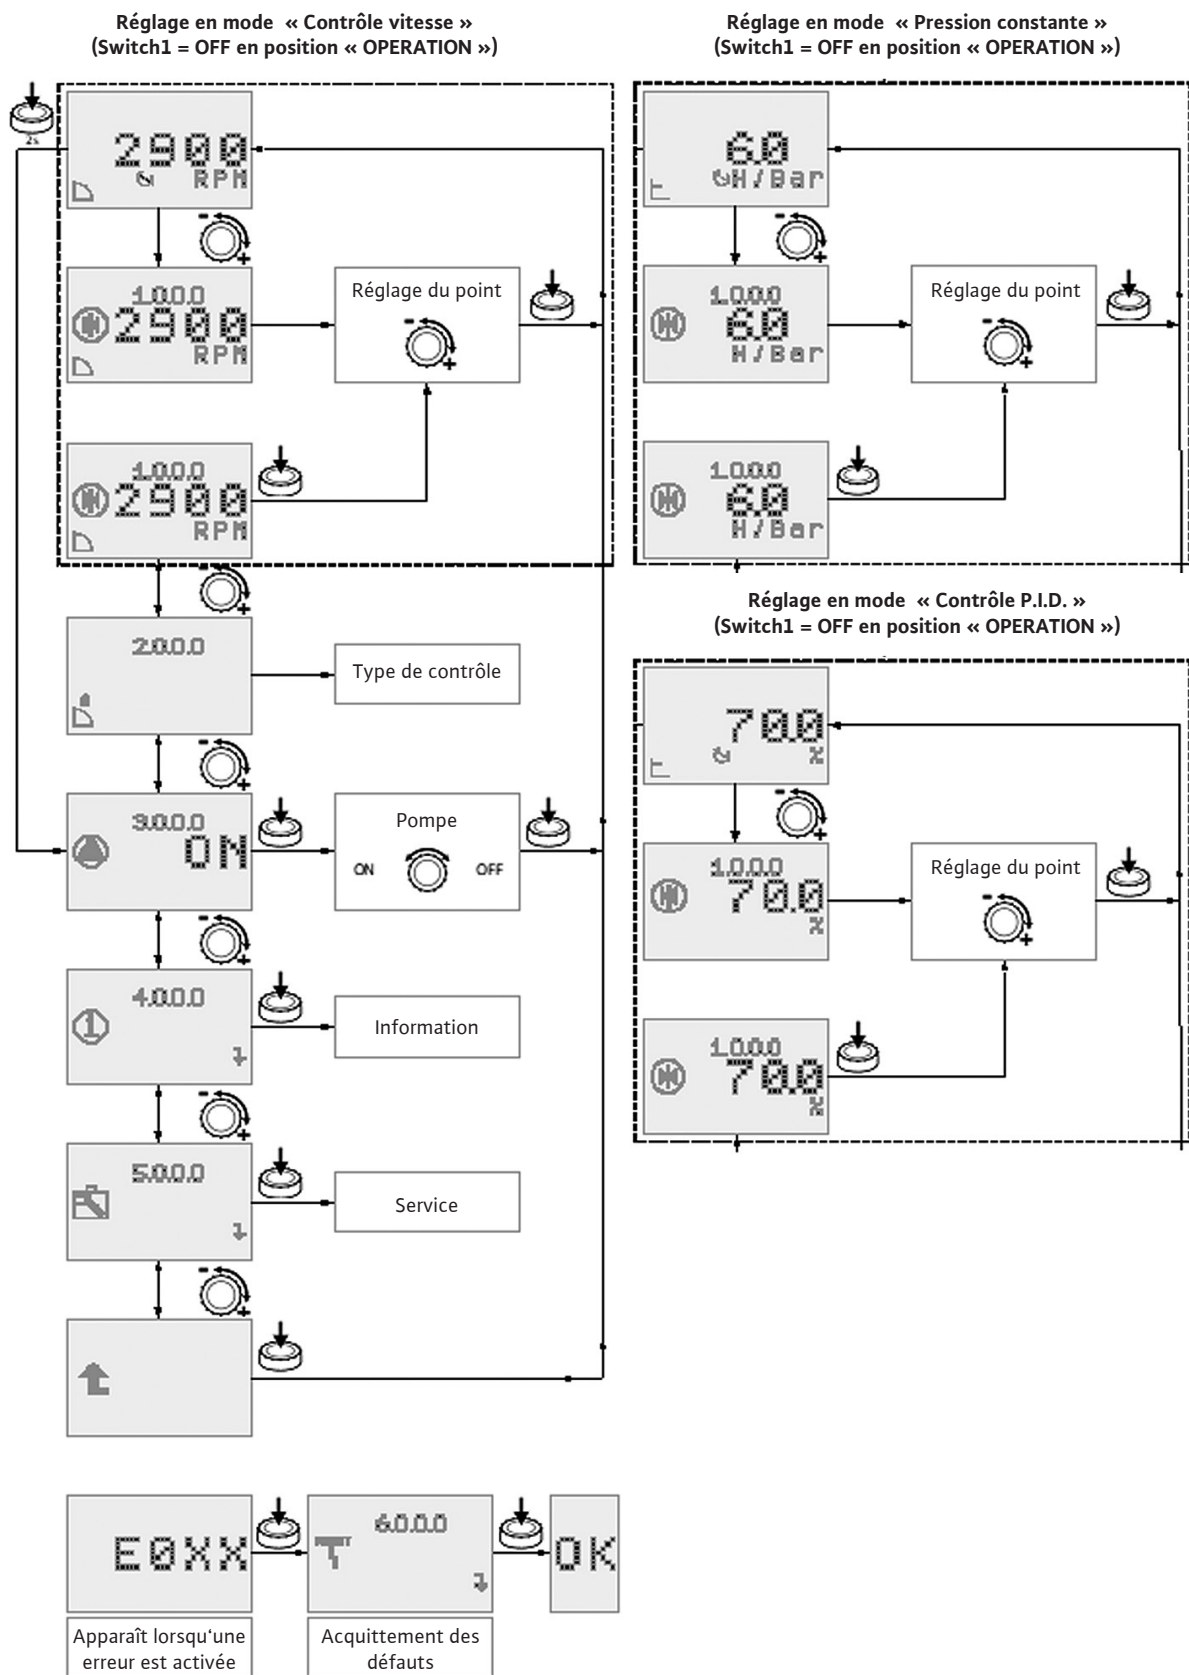 Réglage en mode « Contrôle vitesse »
(Switch1 = OFF en position « OPERATION »)
2s
2900
RPM
1.0.0.0
2900
RPM
Réglage du point
-
+
1.0.0.0
2900
RPM
2.0.0.0
Type de contrôle
3.0.0.0
ON
Pompe
ON
OFF
4.0.0.0
Information
5.0.0.0
Service
E0XX
6.0.0.0
OK
Apparaît lorsqu‘une
erreur est activée
Acquittement des
défauts
Réglage en mode « Pression constante »
(Switch1 = OFF en position « OPERATION »)
6.0
H/Bar
1.0.0.0
6.0
H/Bar
Réglage du point
-
+
1.0.0.0
6.0
H/Bar
Réglage en mode « Contrôle P.I.D. »
(Switch1 = OFF en position « OPERATION »)
70.0
%
1.0.0.0
70.0
%
Réglage du point
-
+
1.0.0.0
70.0
%